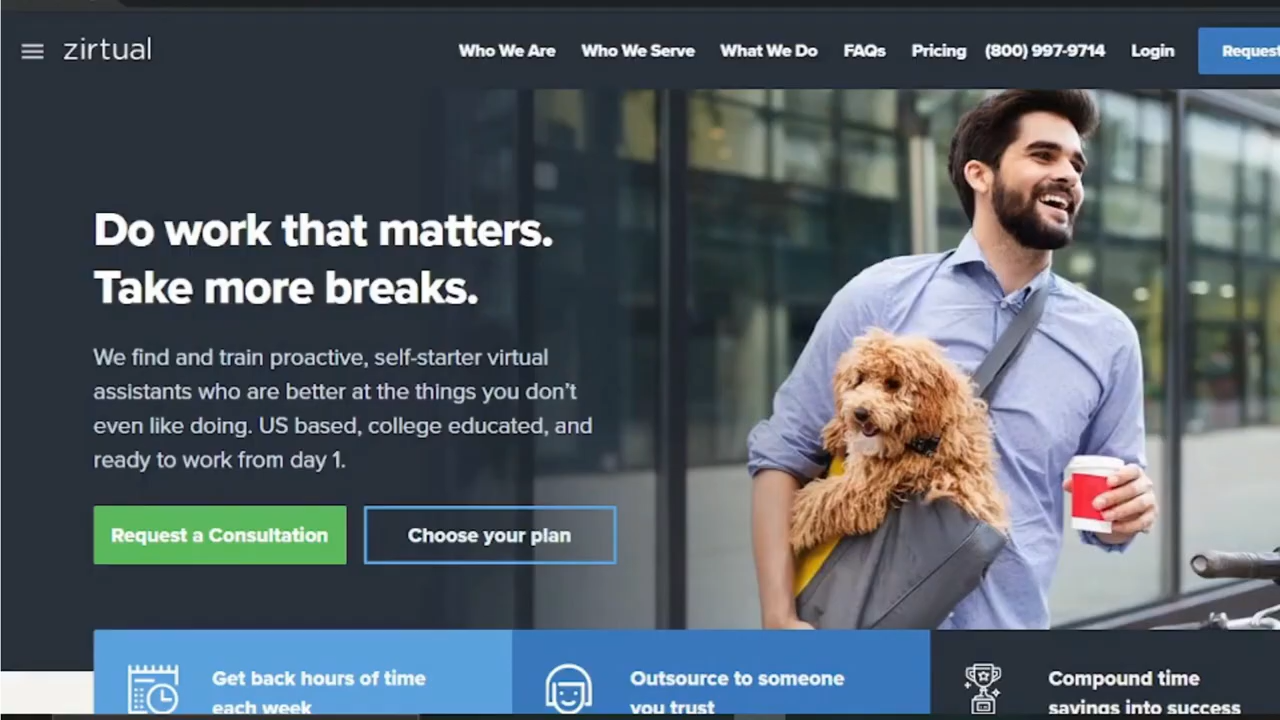 zirtual
Who We Are Who We Serve What We Do FAQs Pricing (800) 997-9714 Login Request
Do work that matters.
Take more breaks.
We find and train proactive, self-starter virtual
assistants who are better at the things you don’t
even like doing. US based, college educated, and
ready to work from day 1.
Request a Consultation Choose your plan
Get back hours of time
each week
Outsource to someone
you trust
Compound time
savings into success